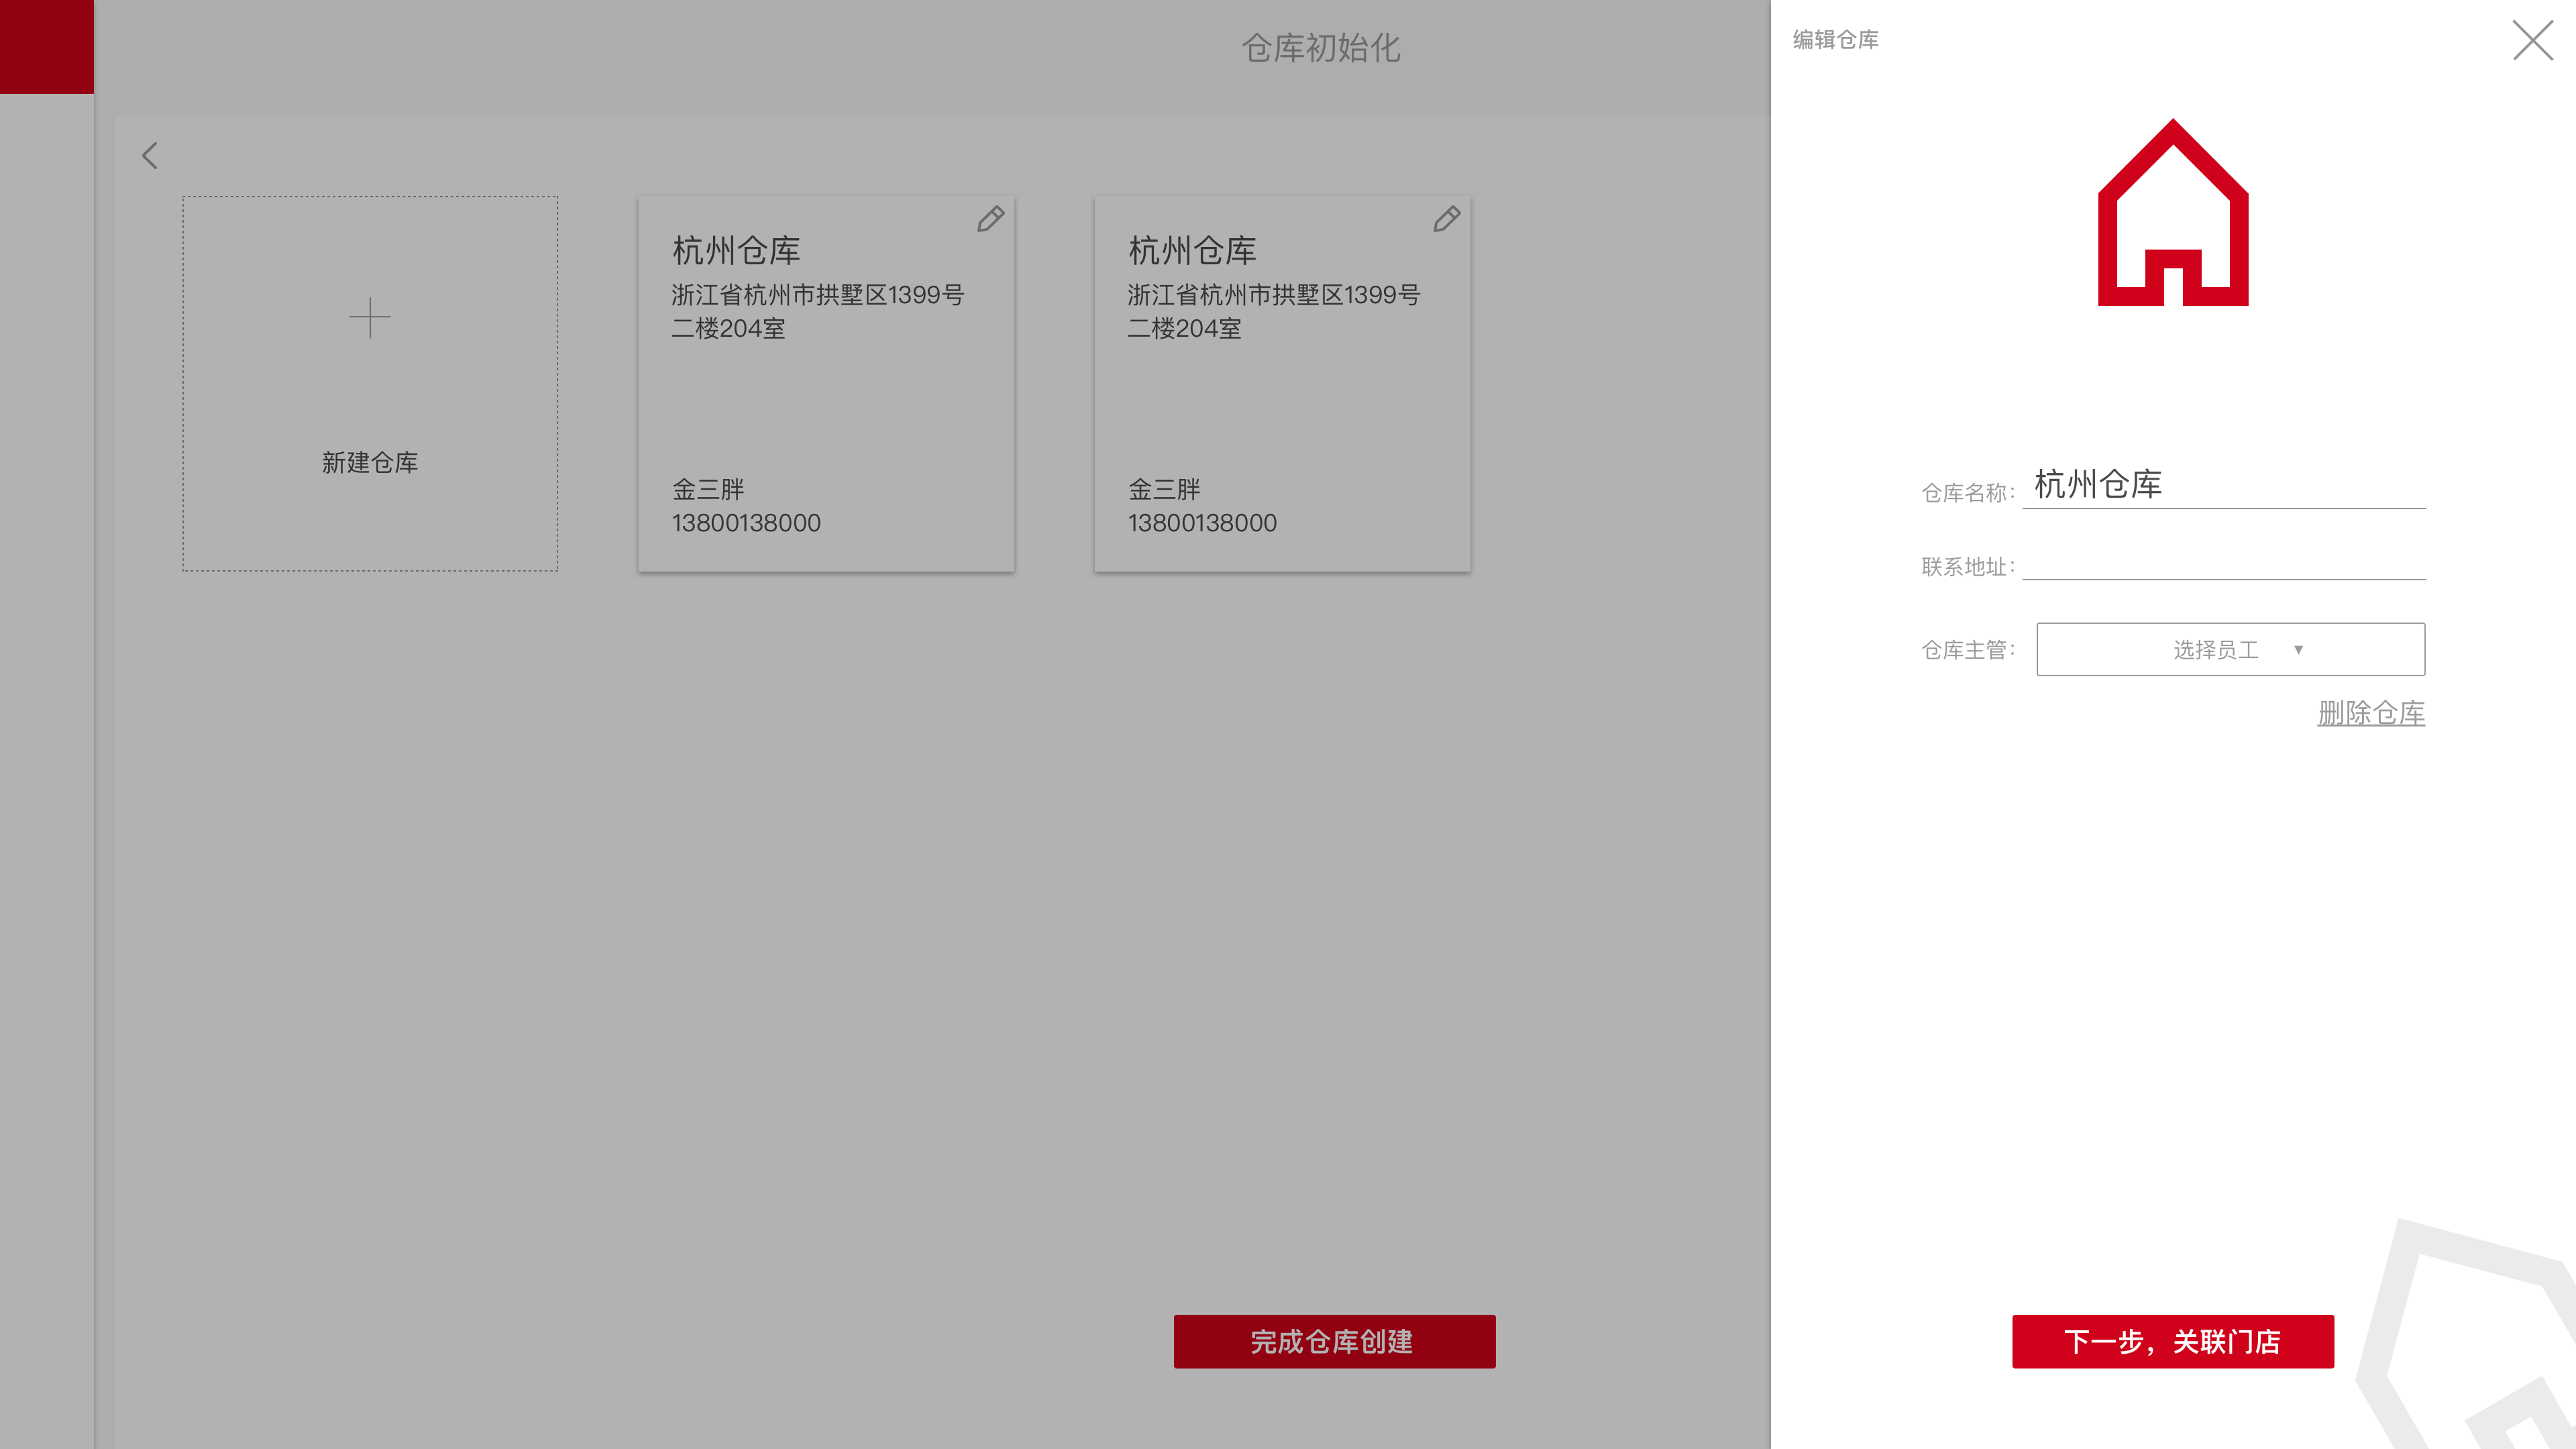 仓库初始化
新建仓库
杭州仓库
浙江省杭州市拱墅区1399号
二楼204室
金三胖
13800138000
杭州仓库
浙江省杭州市拱墅区1399号
二楼204室
金三胖
13800138000
完成仓库创建
编辑仓库
仓库名称: 杭州仓库
联系地址:
仓库主管: 选择员工 ▼
删除仓库
下一步，关联门店